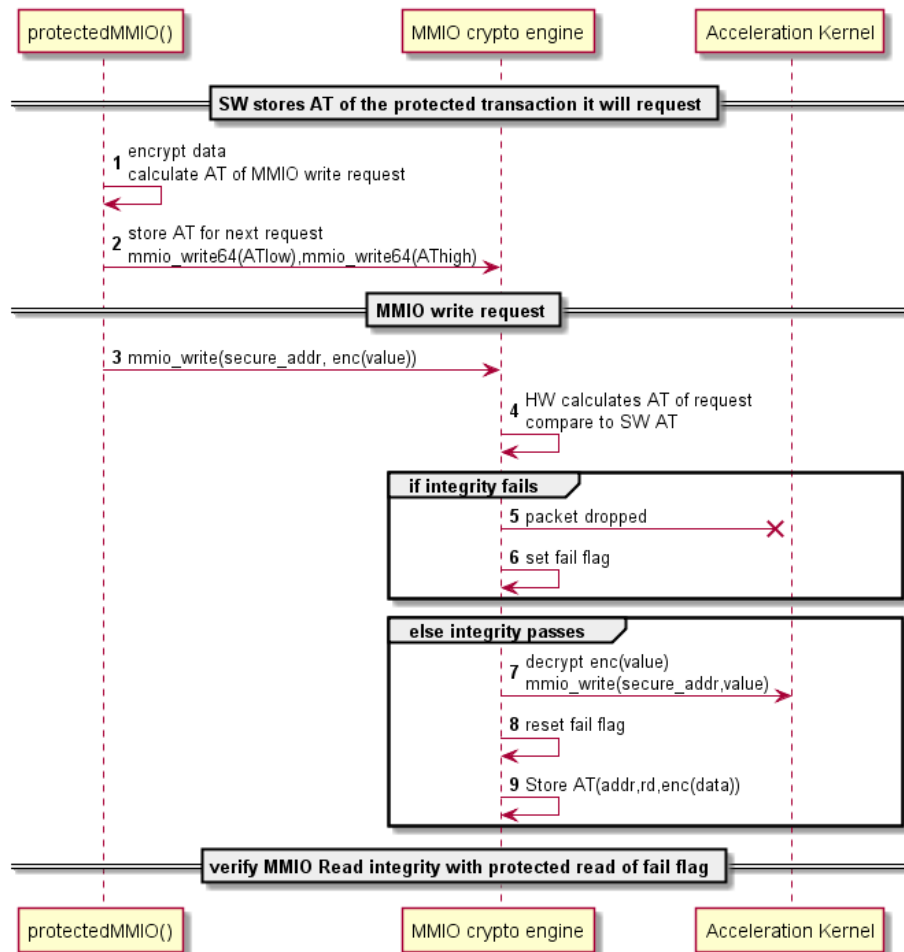 protectedMMIO()
MMIO crypto engine
Acceleration Kernel
SW stores AT of the protected transaction it will request
1 encrypt data
calculate AT of MMIO write request
2 store AT for next request
mmio_write64(ATlow),mmio_write64(AThigh)
MMIO write request
3 mmio_write(secure_addr, enc(value))
4 HW calculates AT of request
compare to SW AT
if integrity fails
5 packet dropped
6 set fail flag
else integrity passes
7 decrypt enc(value)
mmio_write(secure_addr,value)
8 reset fail flag
9 Store AT(addr,rd,enc(data))
verify MMIO Read integrity with protected read of fail flag
protectedMMIO()
MMIO crypto engine
Acceleration Kernel